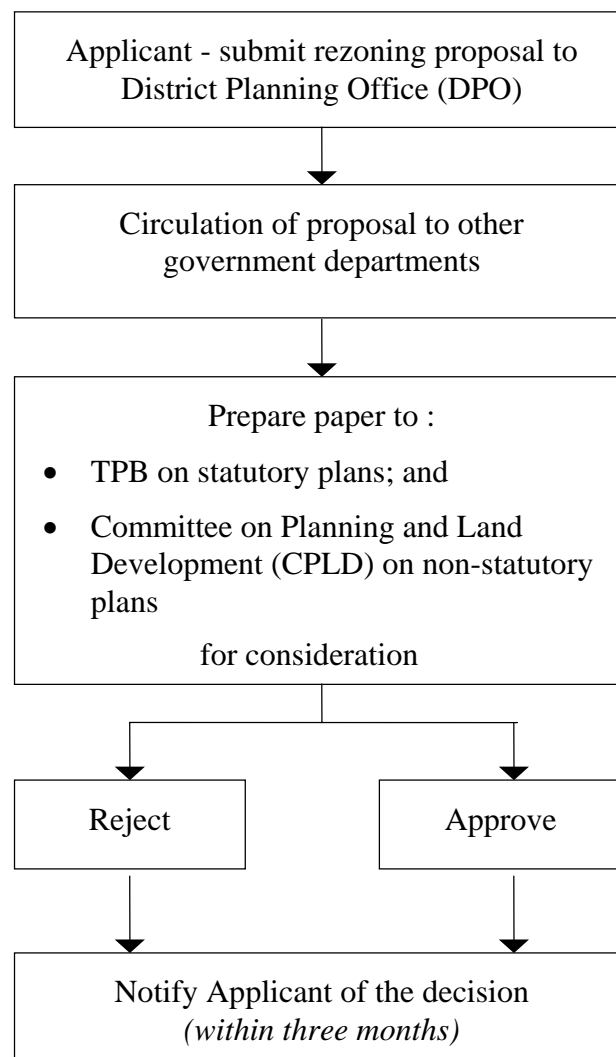 Applicant - submit rezoning proposal to
District Planning Office (DPO)
Circulation of proposal to other
government departments
Prepare paper to :
• TPB on statutory plans; and
• Committee on Planning and Land
Development (CPLD) on non-statutory
plans
for consideration
Reject
Approve
Notify Applicant of the decision
(within three months)